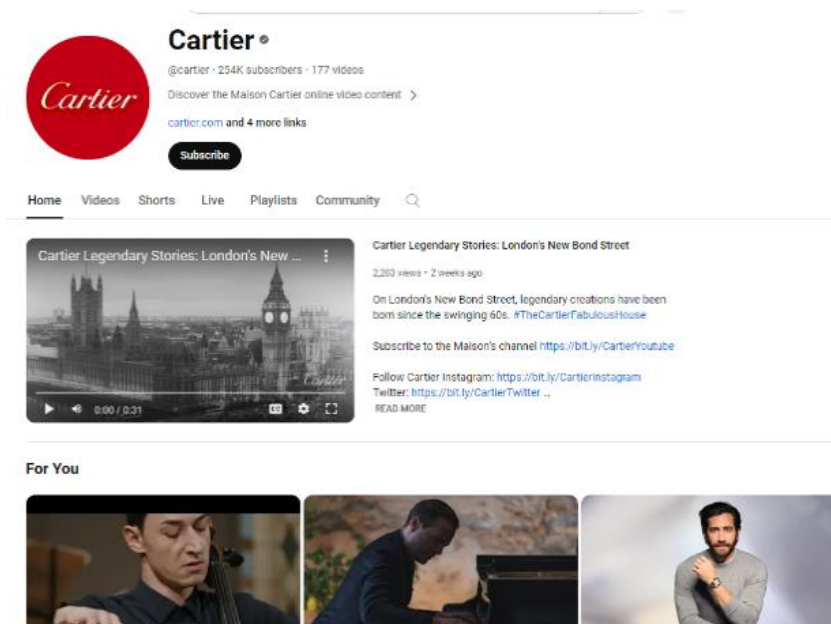 Cartier
Cartier
@cartier · 254K subscribers · 177 videos
Discover the Maison Cartier online video content >
cartier.com and 4 more links
Subscribe
Home Videos Shorts Live Playlists Community
Cartier Legendary Stories: London's New ...
Cartier
0:00 / 0:31
CC
Cartier Legendary Stories: London's New Bond Street
2,203 views • 2 weeks ago
On London's New Bond Street, legendary creations have been
born since the swinging 60s. #TheCartierFabulousHouse
Subscribe to the Maison's channel https://bit.ly/CartierYoutube
Follow Cartier Instagram: https://bit.ly/CartierInstagram
Twitter: https://bit.ly/CartierTwitter ...
READ MORE
For You